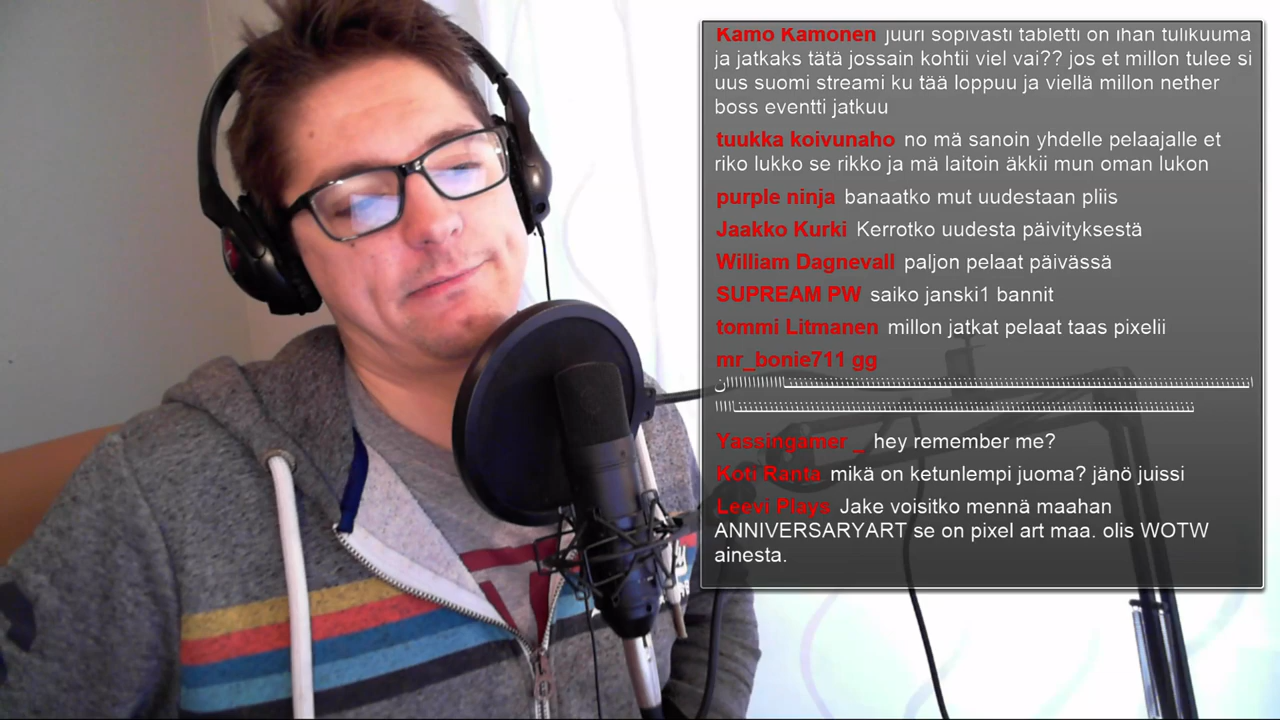 Kamo Kamonen juuri sopivasti tabletti on ihan tulikuuma
ja jatkaks tätä jossain kohtii viel vai?? jos et millon tulee si
uus suomi streami ku tää loppuu ja viellä millon nether
boss eventti jatkuu
tuukka koivunaho no mä sanoin yhdelle pelaajalle et
riko lukko se rikko ja mä laitoin äkkii mun oman lukon
purple ninja banaatko mut uudestaan pliis
Jaakko Kurki Kerrotko uudesta päivityksestä
William Dagnevall paljon pelaat päivässä
SUPREAM PW saiko janski1 bannit
tommi Litmanen millon jatkat pelaat taas pixelii
mr_bonie711 gg
Yassingamer _ hey remember me?
Koti Ranta mikä on ketunlempi juoma? jänö juissi
Leevi Plays Jake voisitko mennä maahan
ANNIVERSARYART se on pixel art maa. olis WOTW
ainesta.